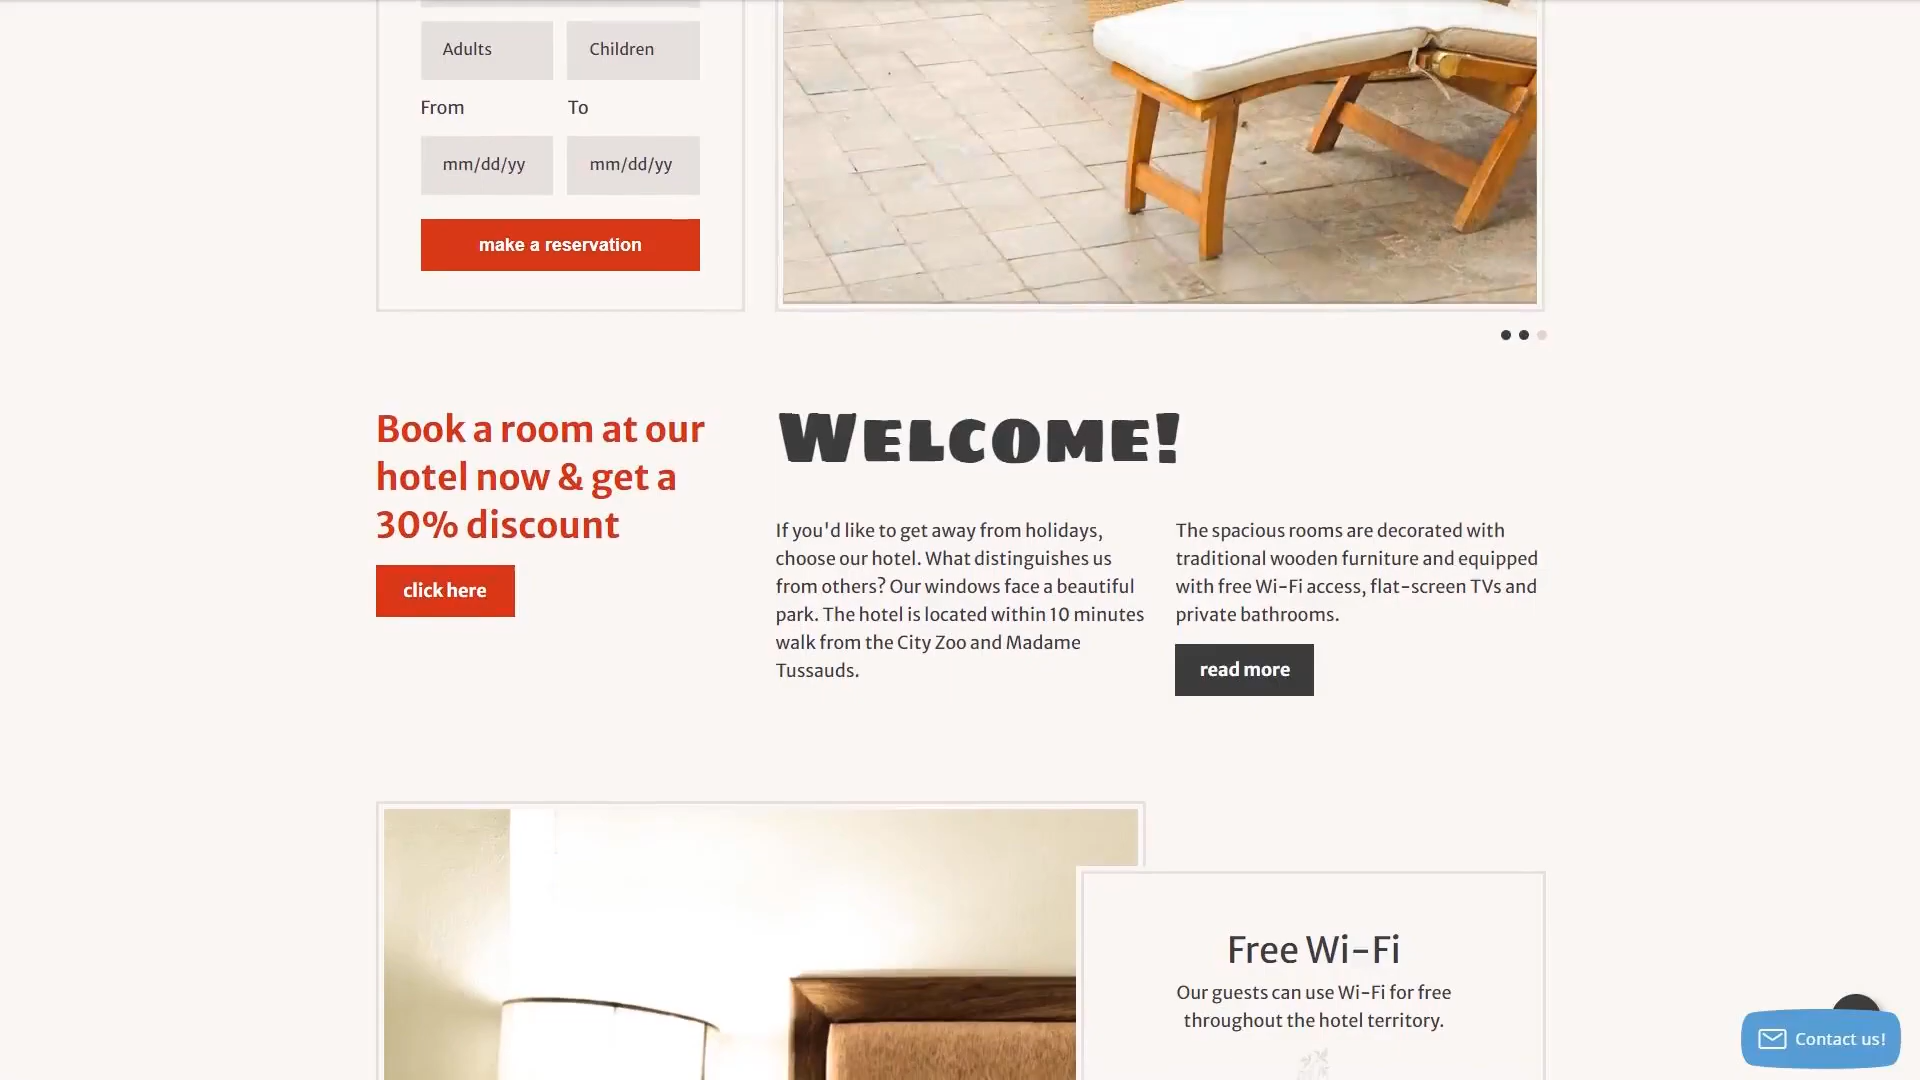 Adults
Children
From
To
mm/dd/yy
mm/dd/yy
make a reservation
Book a room at our
hotel now & get a
30% discount
click here
Welcome!
If you'd like to get away from holidays,
choose our hotel. What distinguishes us
from others? Our windows face a beautiful
park. The hotel is located within 10 minutes
walk from the City Zoo and Madame
Tussauds.
The spacious rooms are decorated with
traditional wooden furniture and equipped
with free Wi-Fi access, flat-screen TVs and
private bathrooms.
read more
Free Wi-Fi
Our guests can use Wi-Fi for free
throughout the hotel territory.
Contact us!